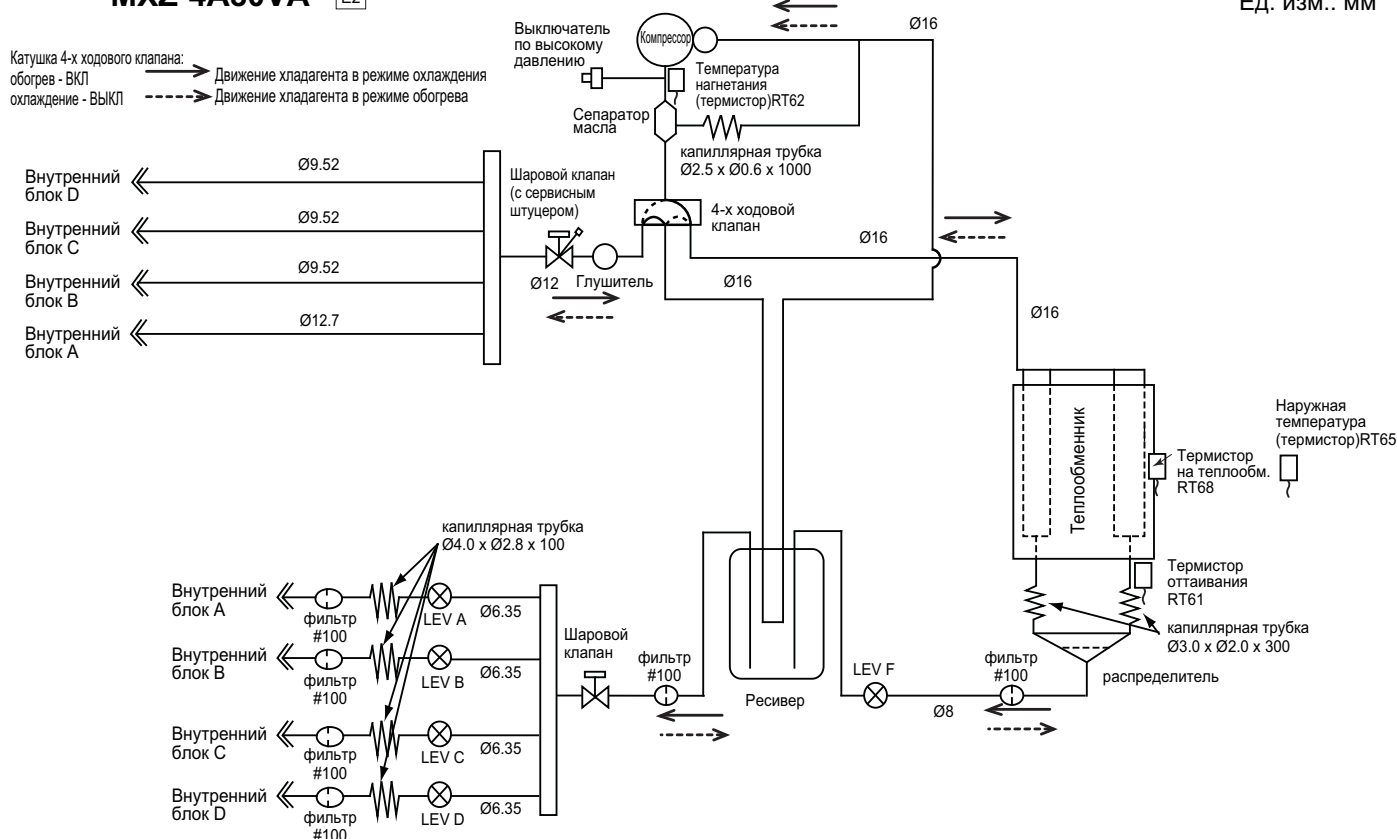 MXZ-4A80VA E2
Ед. изм.: мм
Катушка 4-х ходового клапана:
обогрев - ВКЛ
охлаждение - ВЫКЛ
Движение хладагента в режиме охлаждения
Движение хладагента в режиме обогрева
Выключатель
по высокому
давлению
Компрессор
Ø16
Температура
нагнетания
(термистор)RT62
Сепаратор
масла
капиллярная трубка
Ø2.5 x Ø0.6 x 1000
Внутренний
блок D
Ø9.52
Внутренний
блок C
Ø9.52
Внутренний
блок B
Ø9.52
Внутренний
блок A
Ø12.7
Шаровой клапан
(с сервисным
штуцером)
4-х ходовой
клапан
Ø12
Глушитель
Ø16
Ø16
Ø16
Теплообменник
Наружная
температура
(термистор)RT65
Термистор
на теплообм.
RT68
Термистор
оттаивания
RT61
капиллярная трубка
Ø3.0 x Ø2.0 x 300
распределитель
капиллярная трубка
Ø4.0 x Ø2.8 x 100
Внутренний
блок A
фильтр
#100
LEV A
Ø6.35
Внутренний
блок B
фильтр
#100
LEV B
Ø6.35
Внутренний
блок C
фильтр
#100
LEV C
Ø6.35
Внутренний
блок D
фильтр
#100
LEV D
Ø6.35
Шаровой
клапан
фильтр
#100
Ресивер
LEV F
Ø8
фильтр
#100